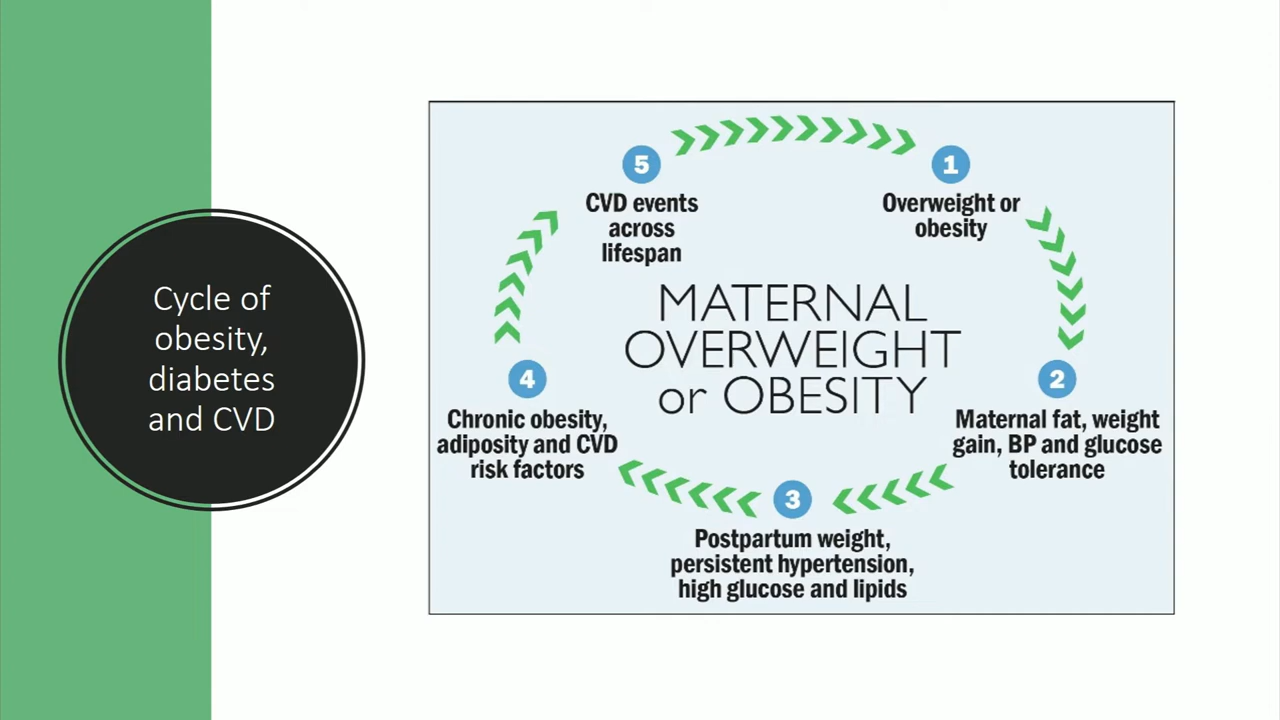 Cycle of
obesity,
diabetes
and CVD
MATERNAL
OVERWEIGHT
or OBESITY
1
Overweight or
obesity
2
Maternal fat, weight
gain, BP and glucose
tolerance
3
Postpartum weight,
persistent hypertension,
high glucose and lipids
4
Chronic obesity,
adiposity and CVD
risk factors
5
CVD events
across
lifespan